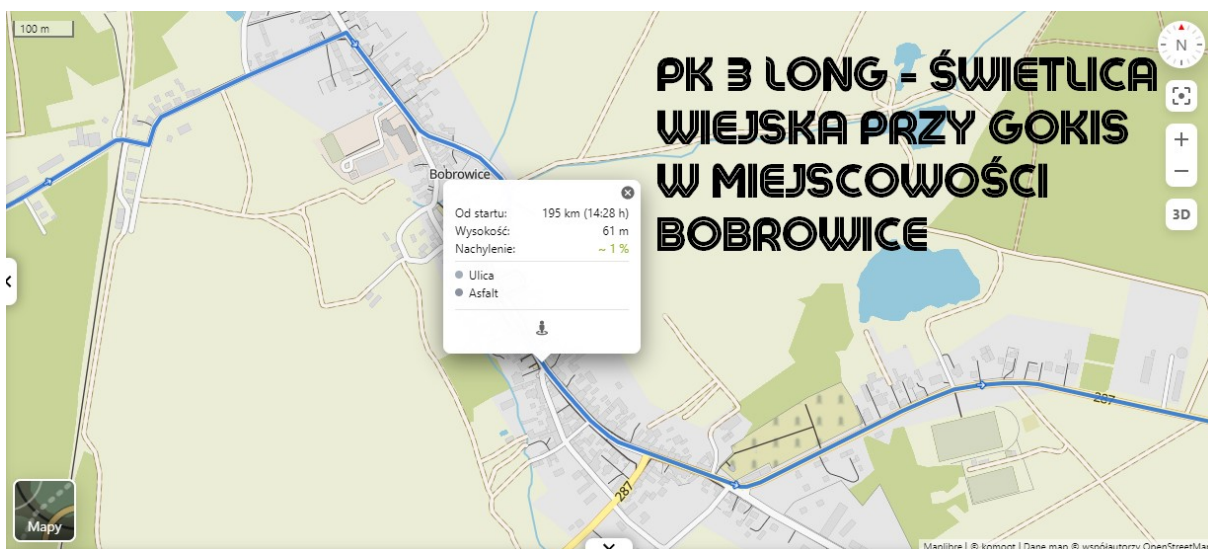 100 m
PK 3 LONG - ŚWIETLICA
WIEJSKA PRZY GOKIS
W MIEJSCOWOŚCI
BOBROWICE
N
+
−
3D
Bobrowice
Od startu: 195 km (14:28 h)
Wysokość: 61 m
Nachylenie: ~ 1 %
Ulica
Asfalt
287
287
Mapy
Maplibre | © komoot | Dane map © współautorzy OpenStreetMap